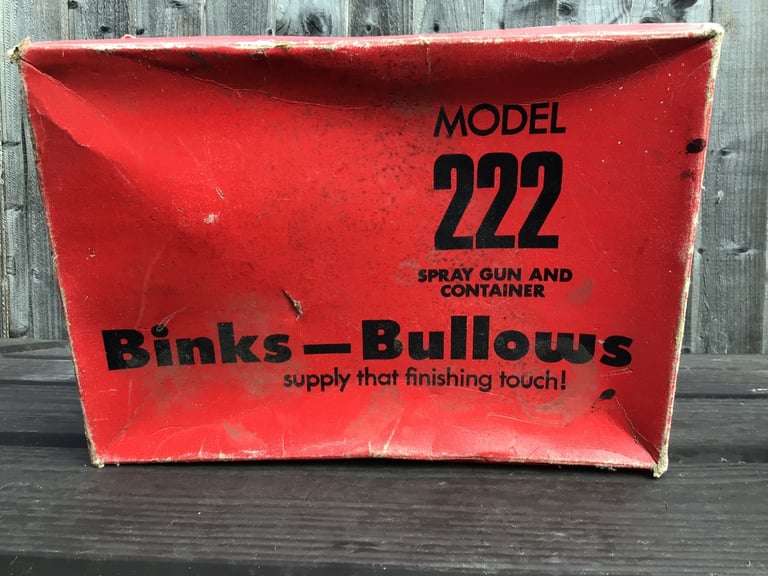 MODEL
222
SPRAY GUN AND
CONTAINER
Binks — Bullows
supply that finishing touch!